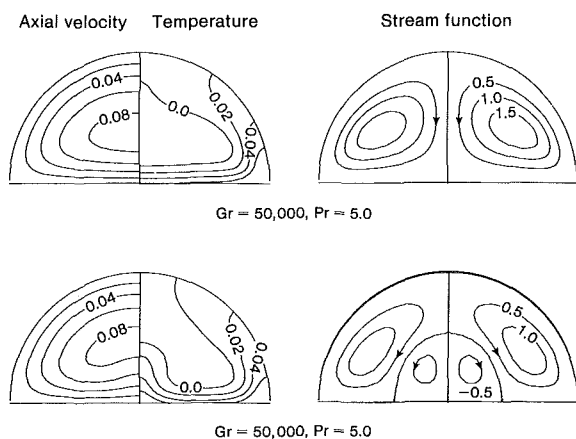 Axial velocity Temperature Stream function
0.04 0.0 0.02 0.5
0.08 0.04 1.0
1.5
Gr = 50,000, Pr = 5.0
0.04 0.5
0.08 0.02 0.04 1.0
0.0 −0.5
Gr = 50,000, Pr = 5.0